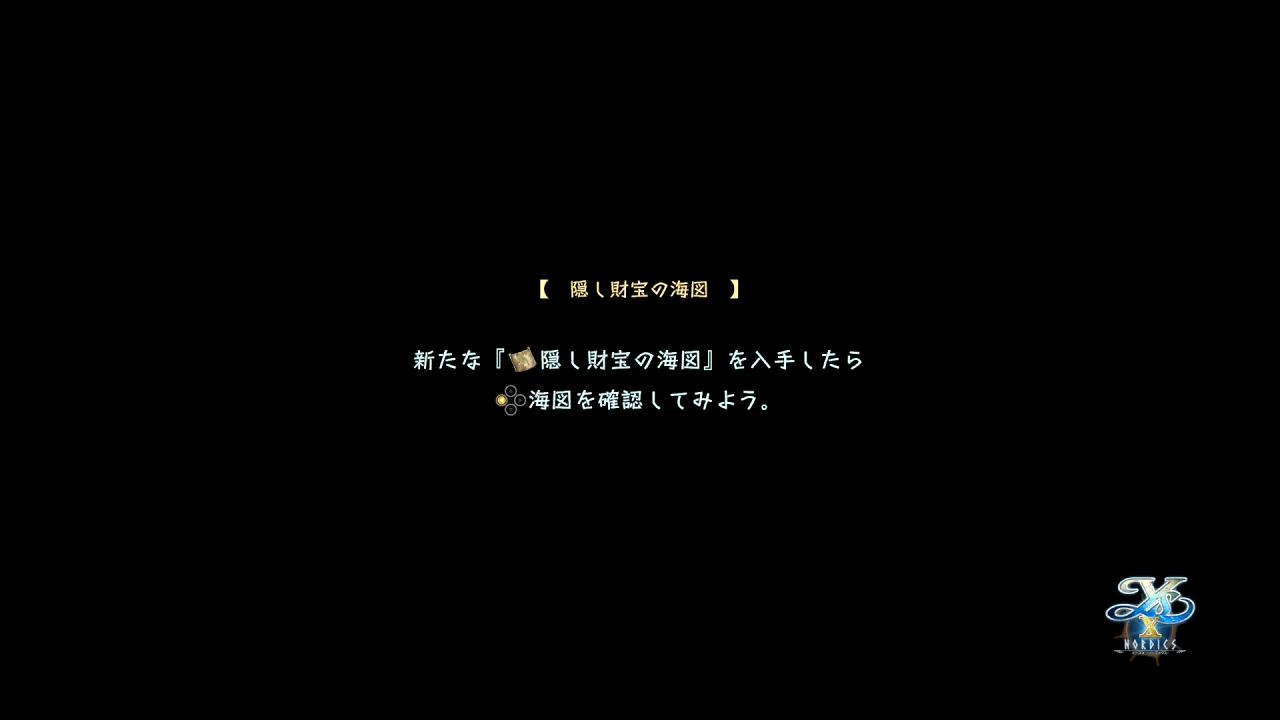 【 隠し財宝の海図 】
新たな『隠し財宝の海図』を入手したら
海図を確認してみよう。
Ys
X
NORDICS